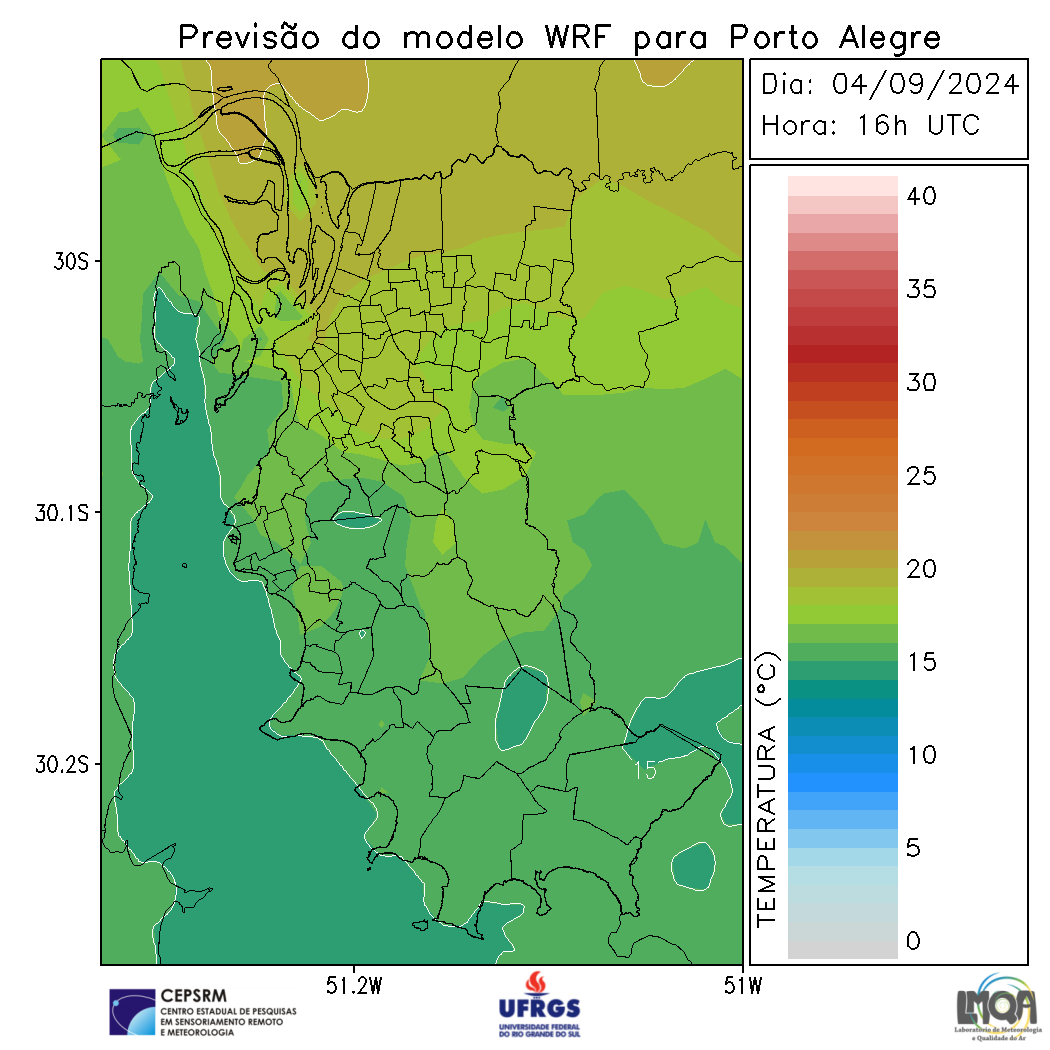 Previsão do modelo WRF para Porto Alegre
Dia: 04/09/2024
Hora: 16h UTC
40
35
30
25
20
15
10
5
0
TEMPERATURA (°C)
30S
30.1S
30.2S
15
51.2W
51W
CEPSRM
CENTRO ESTADUAL DE PESQUISAS
EM SENSORIAMENTO REMOTO
E METEOROLOGIA
UFRGS
UNIVERSIDADE FEDERAL
DO RIO GRANDE DO SUL
LMQA
Laboratório de Meteorologia
e Qualidade do Ar